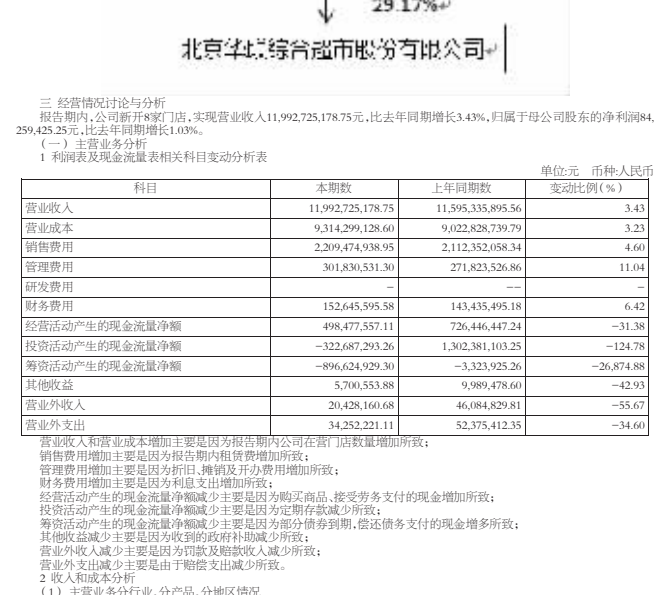 29.17%
北京华联综合超市股份有限公司
三 经营情况讨论与分析
报告期内,公司新开8家门店,实现营业收入11,992,725,178.75元,比去年同期增长3.43%,归属于母公司股东的净利润84,
259,425.25元,比去年同期增长1.03%。
(一) 主营业务分析
1 利润表及现金流量表相关科目变动分析表
单位:元 币种:人民币
科目 本期数 上年同期数 变动比例(%)
营业收入 11,992,725,178.75 11,595,335,895.56 3.43
营业成本 9,314,299,128.60 9,022,828,739.79 3.23
销售费用 2,209,474,938.95 2,112,352,058.34 4.60
管理费用 301,830,531.30 271,823,526.86 11.04
研发费用 — —— —
财务费用 152,645,595.58 143,435,495.18 6.42
经营活动产生的现金流量净额 498,477,557.11 726,446,447.24 —31.38
投资活动产生的现金流量净额 —322,687,293.26 1,302,381,103.25 —124.78
筹资活动产生的现金流量净额 —896,624,929.30 —3,323,925.26 —26,874.88
其他收益 5,700,553.88 9,989,478.60 —42.93
营业外收入 20,428,160.68 46,084,829.81 —55.67
营业外支出 34,252,221.11 52,375,412.35 —34.60
营业收入和营业成本增加主要是因为报告期内公司在营门店数量增加所致;
销售费用增加主要是因为报告期内租赁费增加所致;
管理费用增加主要是因为折旧、摊销及开办费用增加所致;
财务费用增加主要是因为利息支出增加所致;
经营活动产生的现金流量净额减少主要是因为购买商品、接受劳务支付的现金增加所致;
投资活动产生的现金流量净额减少主要是因为定期存款减少所致;
筹资活动产生的现金流量净额减少主要是因为部分债券到期,偿还债务支付的现金增多所致;
其他收益减少主要是因为收到的政府补助减少所致;
营业外收入减少主要是因为罚款及赔款收入减少所致;
营业外支出减少主要是由于赔偿支出减少所致。
2 收入和成本分析
(1) 主营业务分行业、分产品、分地区情况